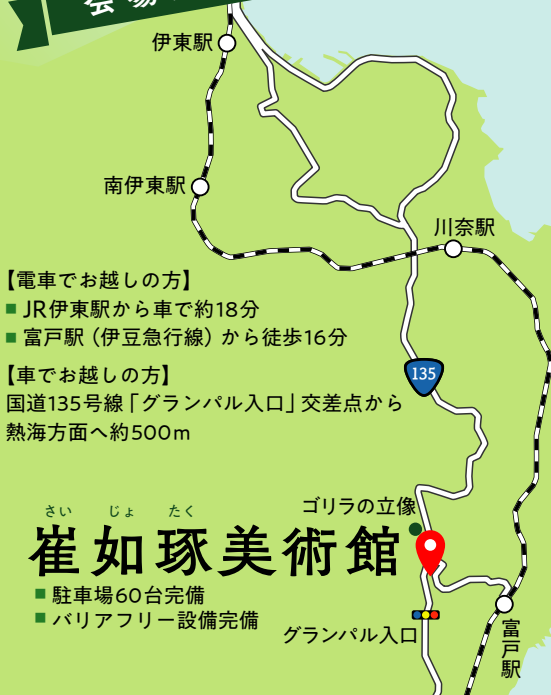 会場
伊東駅
南伊東駅
川奈駅
【電車でお越しの方】
■ JR伊東駅から車で約18分
■ 富戸駅（伊豆急行線）から徒歩16分
【車でお越しの方】
国道135号線「グランパル入口」交差点から
熱海方面へ約500m
135
ゴリラの立像
さい じょ たく
崔如琢美術館
■ 駐車場60台完備
■ バリアフリー設備完備
グランパル入口
富戸駅